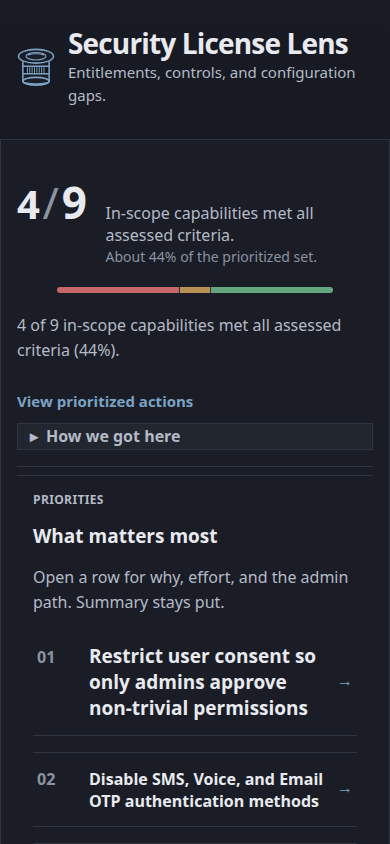 Security License Lens
Entitlements, controls, and configuration
gaps.
4/9
In-scope capabilities met all
assessed criteria.
About 44% of the prioritized set.
4 of 9 in-scope capabilities met all assessed
criteria (44%).
View prioritized actions
▶ How we got here
PRIORITIES
What matters most
Open a row for why, effort, and the admin
path. Summary stays put.
01
Restrict user consent so
only admins approve
non-trivial permissions
→
02
Disable SMS, Voice, and Email
OTP authentication methods
→